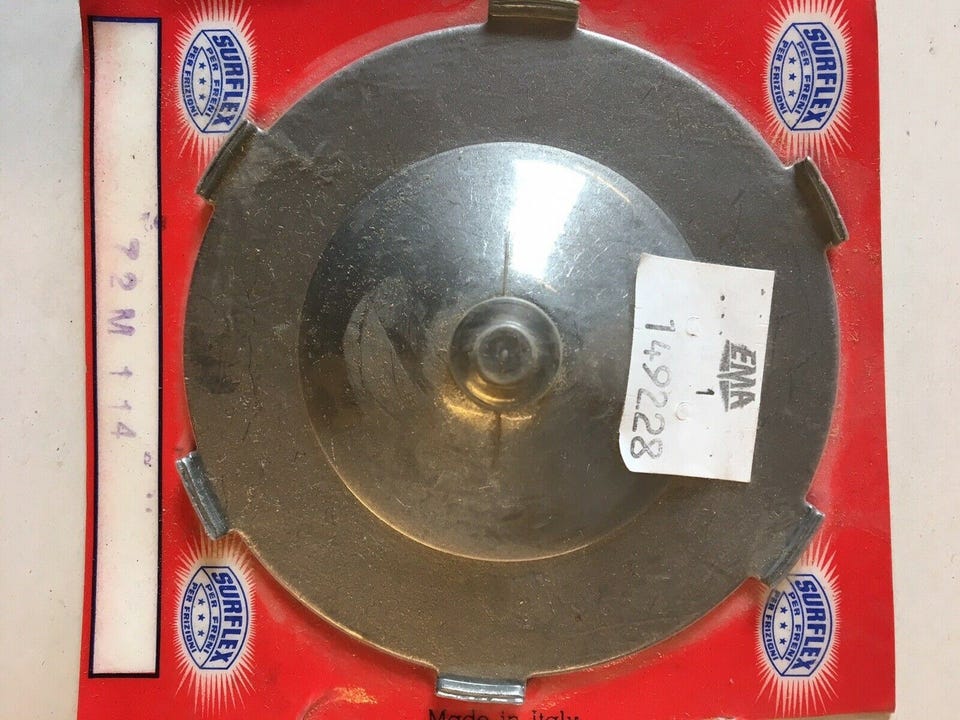 SURFLEX
PER FRENI
PER FRIZIONI
SURFLEX
PER FRENI
PER FRIZIONI
92M 114
EMA
1
149228
SURFLEX
PER FRENI
PER FRIZIONI
SURFLEX
PER FRENI
PER FRIZIONI
Made in italy